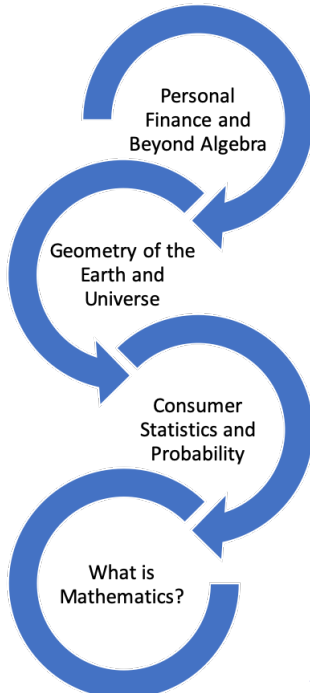 Personal
Finance and
Beyond Algebra
Geometry of the
Earth and
Universe
Consumer
Statistics and
Probability
What is
Mathematics?